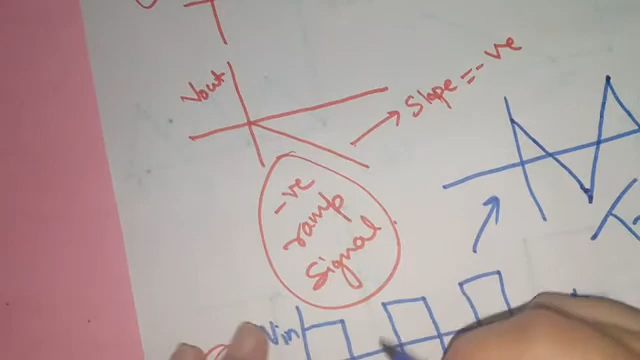 Vout
Slope = -ve
-ve
ramp
signal
Vin